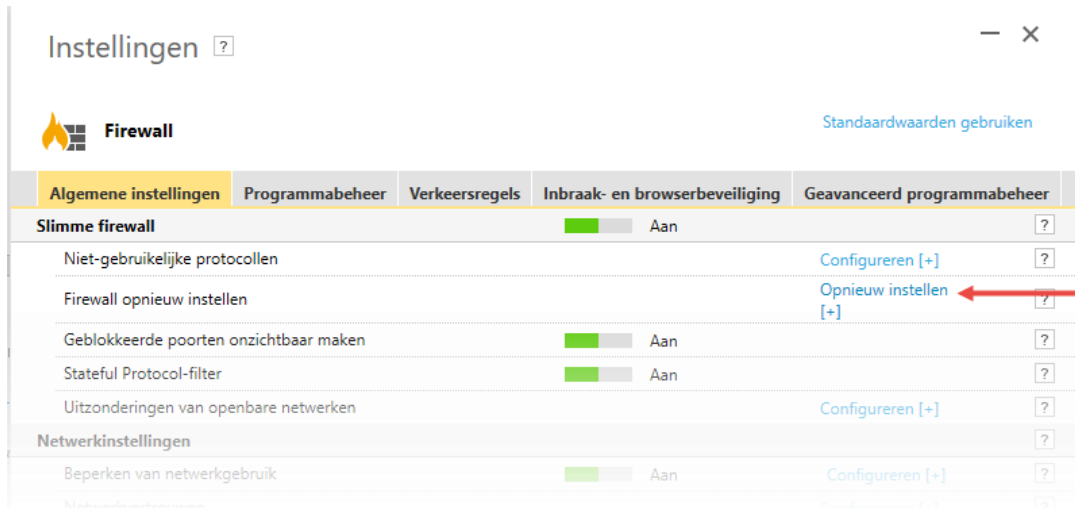 Instellingen ?
Firewall
Standaardwaarden gebruiken
Algemene instellingen Programmabeheer Verkeersregels Inbraak- en browserbeveiliging Geavanceerd programmabeheer
Slimme firewall Aan ?
Niet-gebruikelijke protocollen Configureren [+] ?
Firewall opnieuw instellen Opnieuw instellen ?
[+]
Geblokkeerde poorten onzichtbaar maken Aan ?
Stateful Protocol-filter Aan ?
Uitzonderingen van openbare netwerken Configureren [+] ?
Netwerkinstellingen ?
Beperken van netwerkgebruik Aan Configureren [+] ?